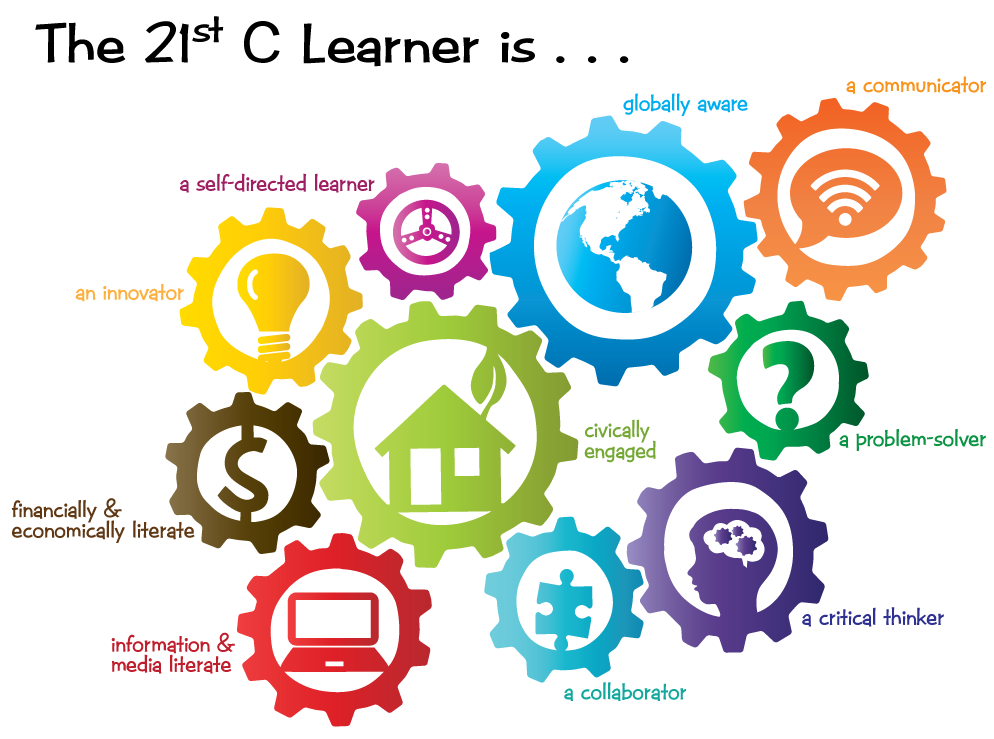 The 21st C Learner is . . .
a communicator
globally aware
a self-directed learner
an innovator
civically
engaged
a problem-solver
financially &
economically literate
a critical thinker
information &
media literate
a collaborator